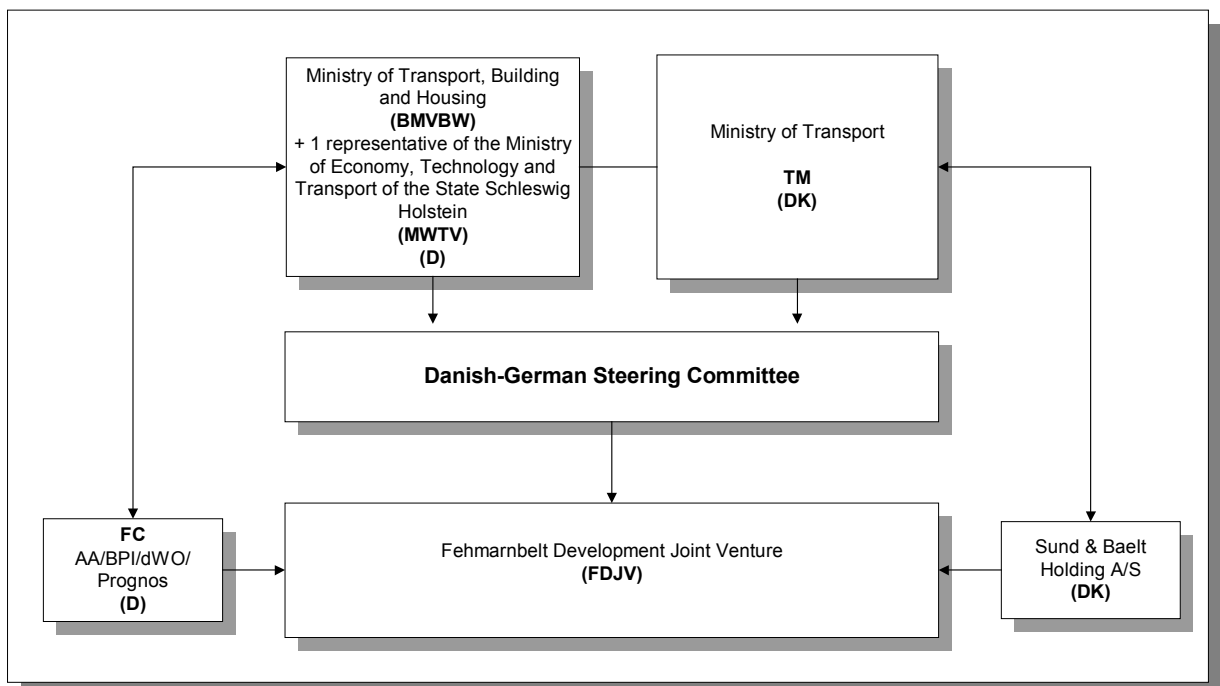 Ministry of Transport, Building
and Housing
(BMVBW)
+ 1 representative of the Ministry
of Economy, Technology and
Transport of the State Schleswig
Holstein
(MWTV)
(D)
Ministry of Transport
TM
(DK)
Danish-German Steering Committee
FC
AA/BPI/dWO/
Prognos
(D)
Fehmarnbelt Development Joint Venture
(FDJV)
Sund & Baelt
Holding A/S
(DK)